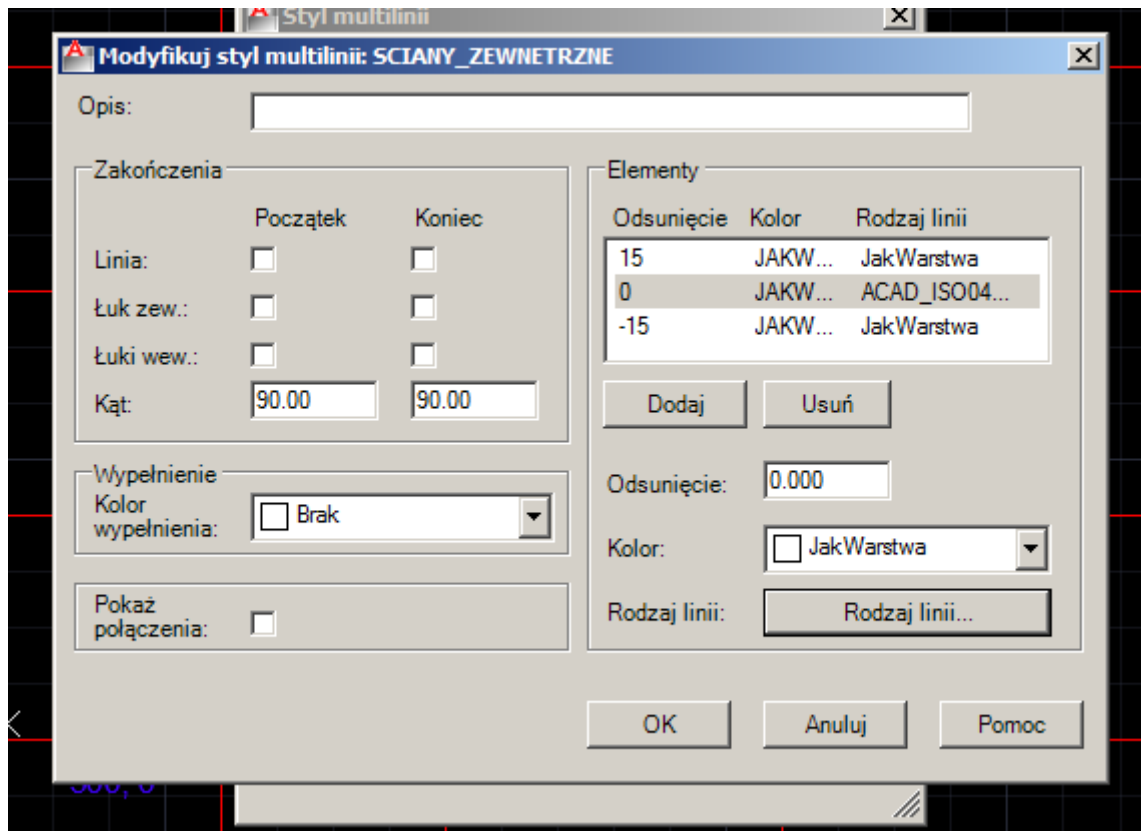 Styl multilinii
Modyfikuj styl multilinii: SCIANY_ZEWNETRZNE
Opis:
Zakończenia
Początek Koniec
Linia:
Łuk zew.:
Łuki wew.:
Kąt: 90.00 90.00
Wypełnienie
Kolor wypełnienia: Brak
Pokaż połączenia:
Elementy
Odsunięcie Kolor Rodzaj linii
15 JAKW... JakWarstwa
0 JAKW... ACAD_ISO04...
-15 JAKW... JakWarstwa
Dodaj Usuń
Odsunięcie: 0.000
Kolor: JakWarstwa
Rodzaj linii: Rodzaj linii...
OK Anuluj Pomoc